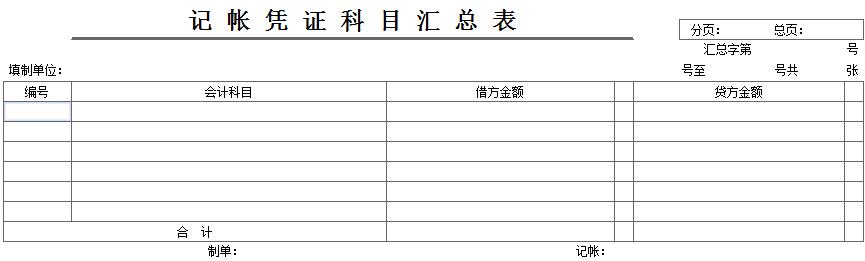 记帐凭证科目汇总表
分页： 总页：
汇总字第 号
填制单位： 号至 号共 张
编号 会计科目 借方金额 贷方金额
合 计
制单： 记帐：